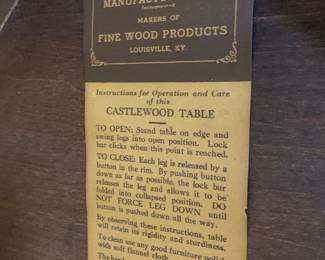 MANUFACTU
INCORPORATED
MAKERS OF
FINE WOOD PRODUCTS
LOUISVILLE, KY
Instructions for Operation and Care
of this
CASTLEWOOD TABLE
TO OPEN: Stand table on edge and
swing legs into open position. Lock
bar clicks when this point is reached.
TO CLOSE: Each leg is released by a
button in the rim. By pushing button
down as far as possible, the lock bar
releases the leg and allows it to be
folded into collapsed position. DO
NOT FORCE LEG DOWN until
button is pushed down all the way.
By observing these instructions, table
will retain its rigidity and sturdiness.
To clean use any good furniture polish
with soft flannel cloth.